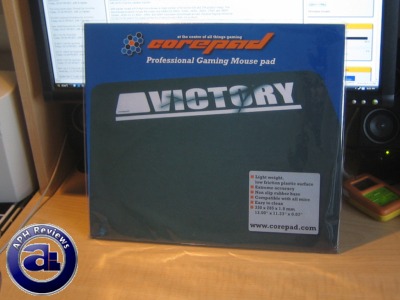 at the center of all things gaming
corepad
Professional Gaming Mouse pad
VICTORY
Light weight,
low friction plastic surface
Extreme accuracy
Non slip rubber base
Compatible with all mice
Easy to clean
www.corepad.com
ApH Reviews